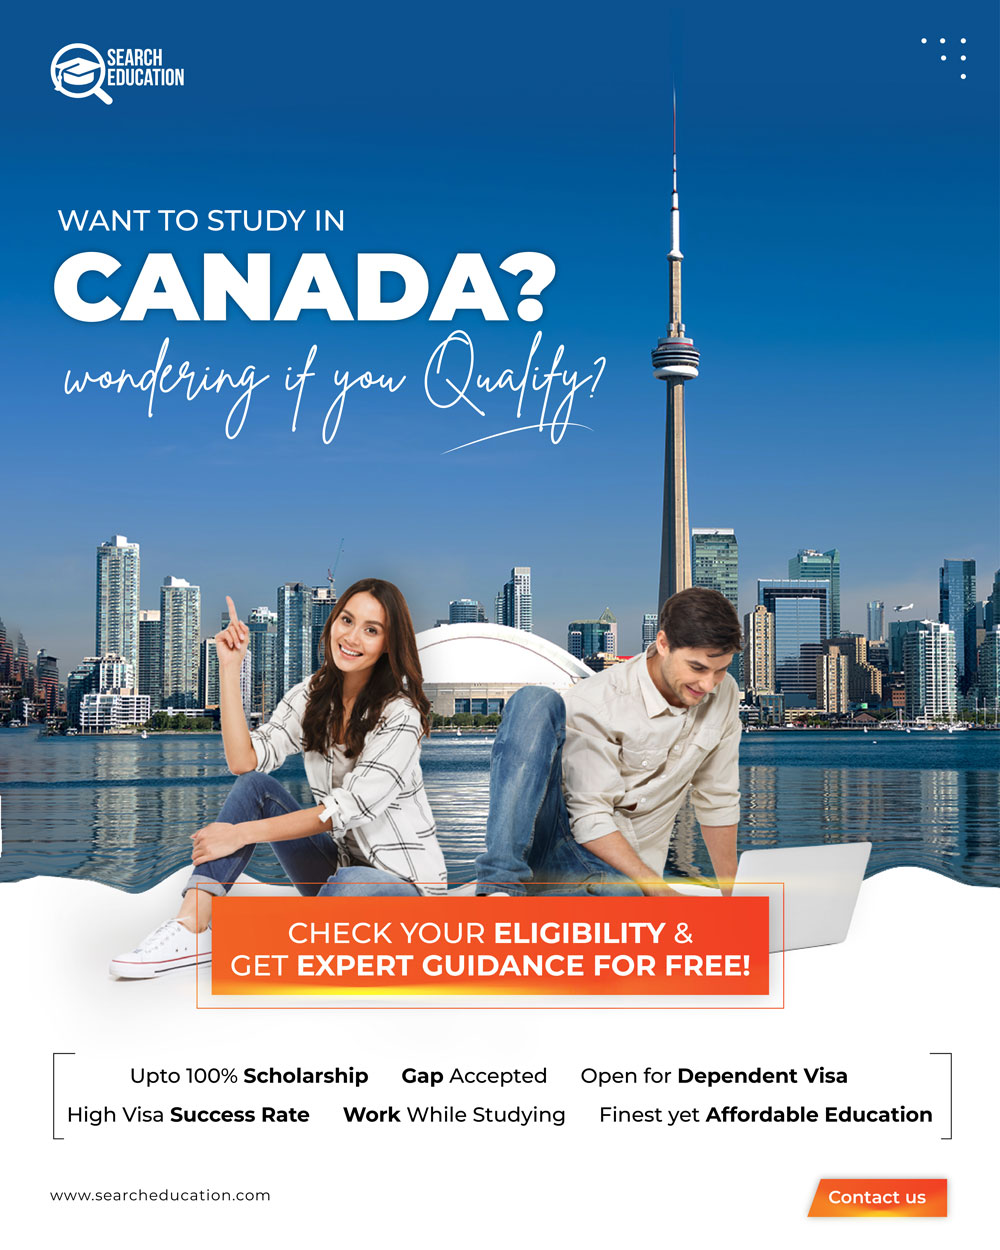 SEARCH
EDUCATION
WANT TO STUDY IN
CANADA?
wondering if you Qualify?
CHECK YOUR ELIGIBILITY &
GET EXPERT GUIDANCE FOR FREE!
Upto 100% Scholarship Gap Accepted Open for Dependent Visa
High Visa Success Rate Work While Studying Finest yet Affordable Education
www.searcheducation.com Contact us